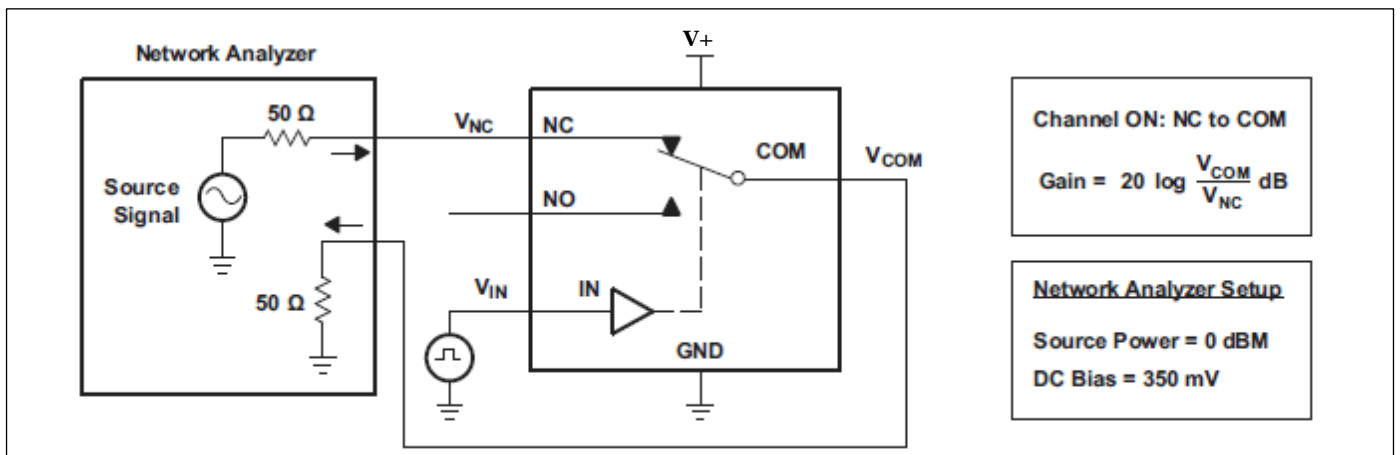 V+
Network Analyzer
50 Ω
VNC
NC
COM
VCOM
Source
Signal
NO
50 Ω
VIN
IN
GND
Channel ON: NC to COM
Gain = 20 log VCOM/VNC dB
Network Analyzer Setup
Source Power = 0 dBM
DC Bias = 350 mV